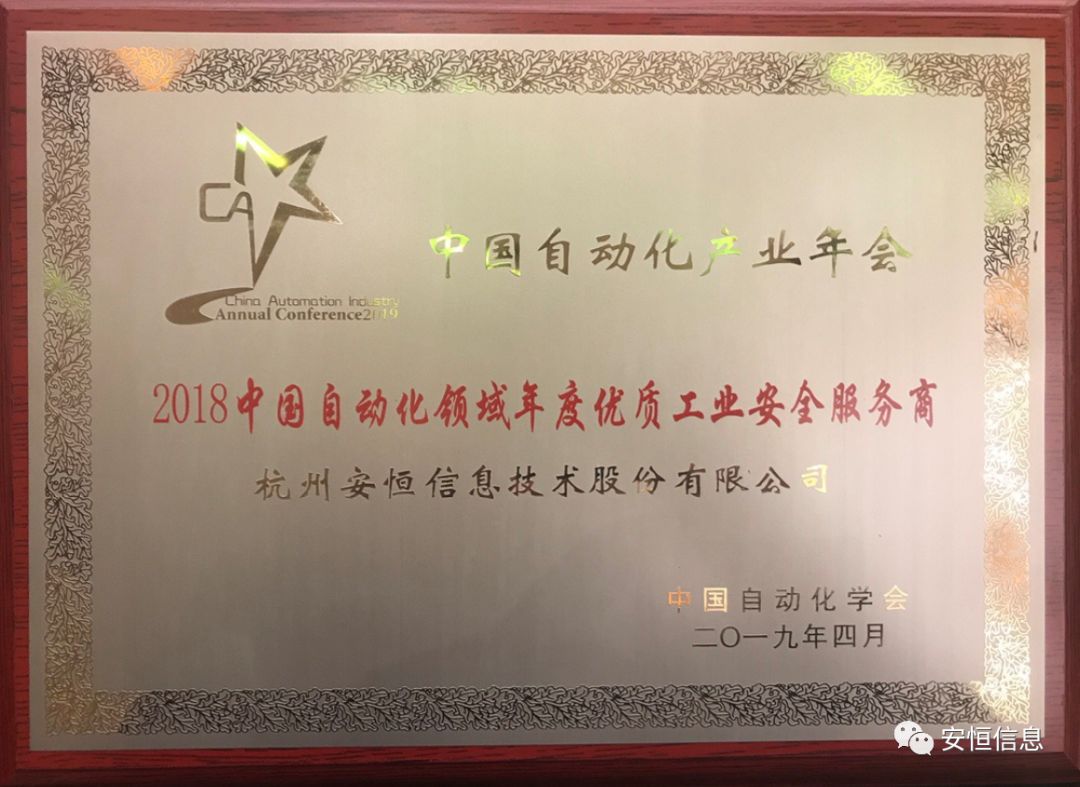 CA
China Automation Industry
Annual Conference2019
中国自动化产业年会
2018中国自动化领域年度优质工业安全服务商
杭州安恒信息技术股份有限公司
中国自动化学会
二〇一九年四月
安恒信息